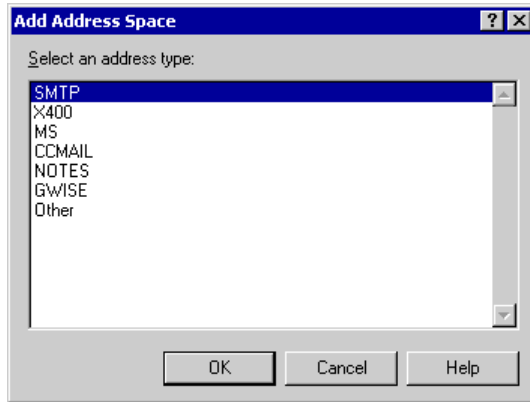 Add Address Space
Select an address type:
SMTP
X400
MS
CCMAIL
NOTES
GWISE
Other
OK Cancel Help